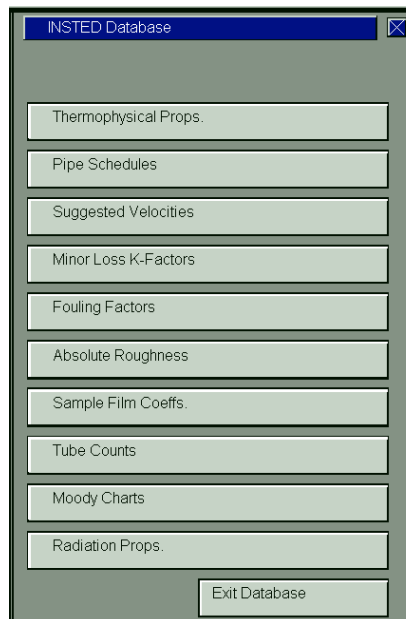 INSTED Database
Thermophysical Props.
Pipe Schedules
Suggested Velocities
Minor Loss K-Factors
Fouling Factors
Absolute Roughness
Sample Film Coeffs.
Tube Counts
Moody Charts
Radiation Props.
Exit Database